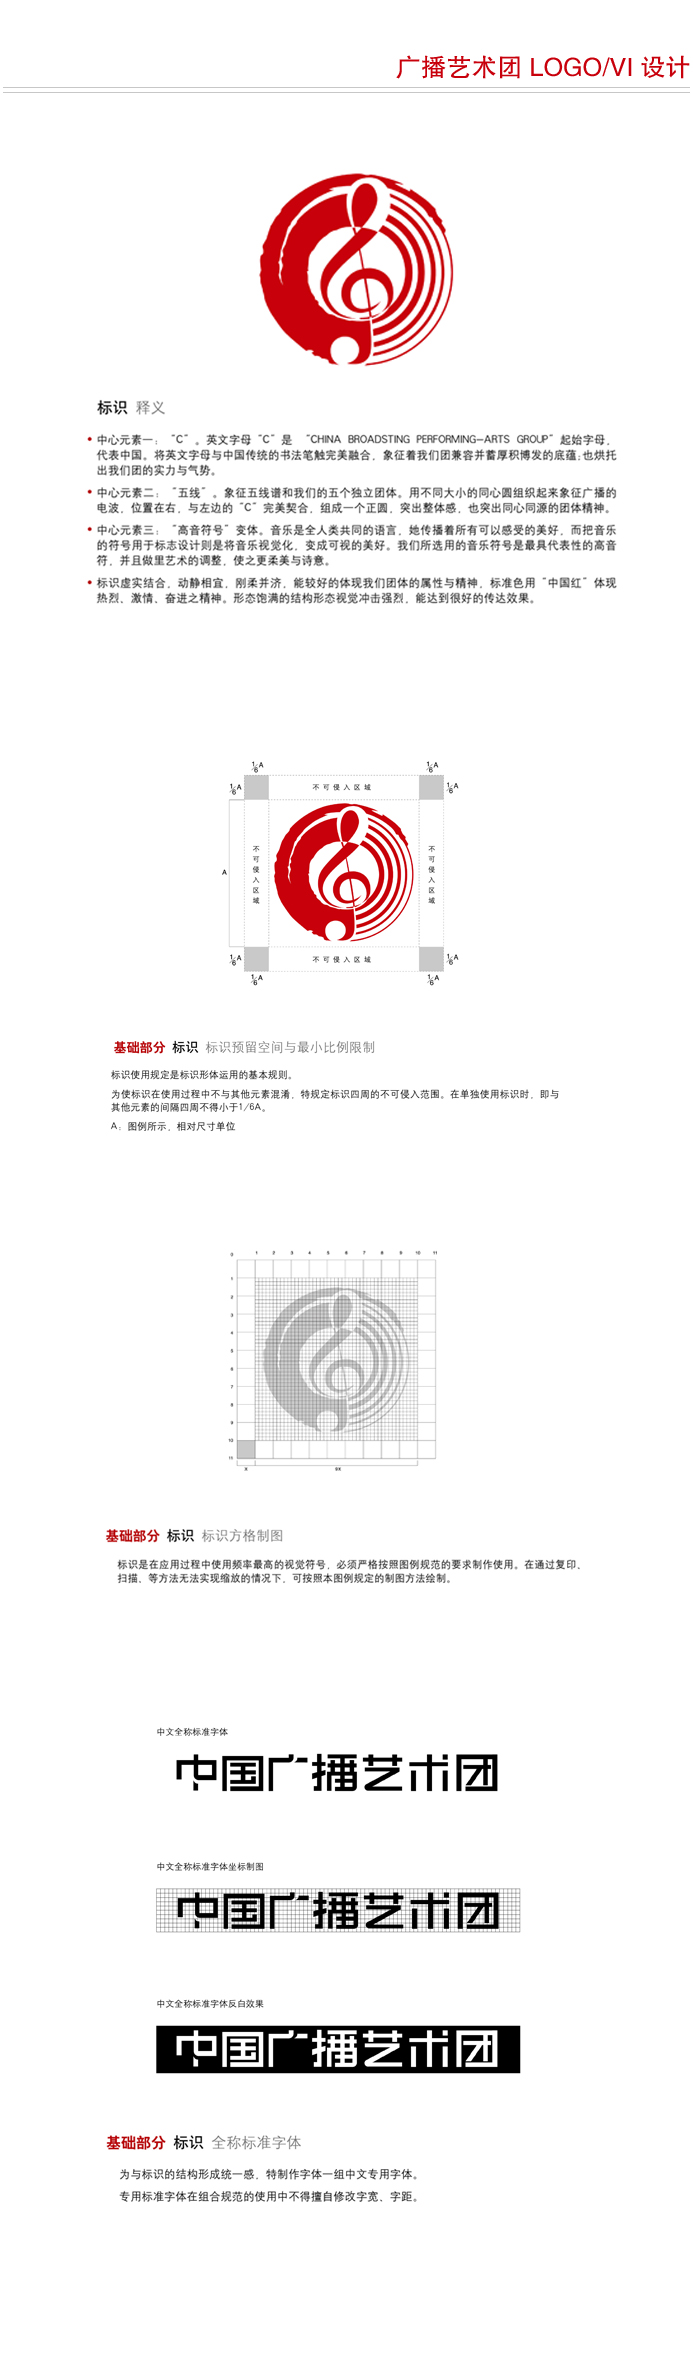 广播艺术团 LOGO/VI 设计
标识 释义
中心元素一："C"。英文字母"C"是 "CHINA BROADSTING PERFORMING-ARTS GROUP"起始字母,
代表中国。将英文字母与中国传统的书法笔触完美融合,象征着我们团兼容并蓄厚积博发的底蕴;也烘托
出我们团的实力与气势。
中心元素二："五线"。象征五线谱和我们的五个独立团体。用不同大小的同心圆组织起来象征广播的
电波,位置在右,与左边的"C"完美契合,组成一个正圆,突出整体感,也突出同心同源的团体精神。
中心元素三："高音符号"变体。音乐是全人类共同的语言,她传播着所有可以感受的美好,而把音乐
的符号用于标志设计则是将音乐视觉化,变成可视的美好。我们所选用的音乐符号是最具代表性的高音
符,并且做里艺术的调整,使之更柔美与诗意。
标识虚实结合,动静相宜,刚柔并济,能较好的体现我们团体的属性与精神,标准色用"中国红"体现
热烈、激情、奋进之精神。形态饱满的结构形态视觉冲击强烈,能达到很好的传达效果。
1/6A 1/6A
1/6A 不可侵入区域 1/6A
不可侵入区域
A
不可侵入区域
1/6A 不可侵入区域 1/6A
1/6A 1/6A
基础部分 标识 标识预留空间与最小比例限制
标识使用规定是标识形体运用的基本规则。
为使标识在使用过程中不与其他元素混淆,特规定标识四周的不可侵入范围。在单独使用标识时,即与
其他元素的间隔四周不得小于1/6A。
A：图例所示,相对尺寸单位
0 1 2 3 4 5 6 7 8 9 10 11
1
2
3
4
5
6
7
8
9
10
11
X 9X
基础部分 标识 标识方格制图
标识是在应用过程中使用频率最高的视觉符号,必须严格按照图例规范的要求制作使用。在通过复印、
扫描、等方法无法实现缩放的情况下,可按照本图例规定的制图方法绘制。
中文全称标准字体
中国广播艺术团
中文全称标准字体坐标制图
中国广播艺术团
中文全称标准字体反白效果
中国广播艺术团
基础部分 标识 全称标准字体
为与标识的结构形成统一感,特制作字体一组中文专用字体。
专用标准字体在组合规范的使用中不得擅自修改字宽、字距。